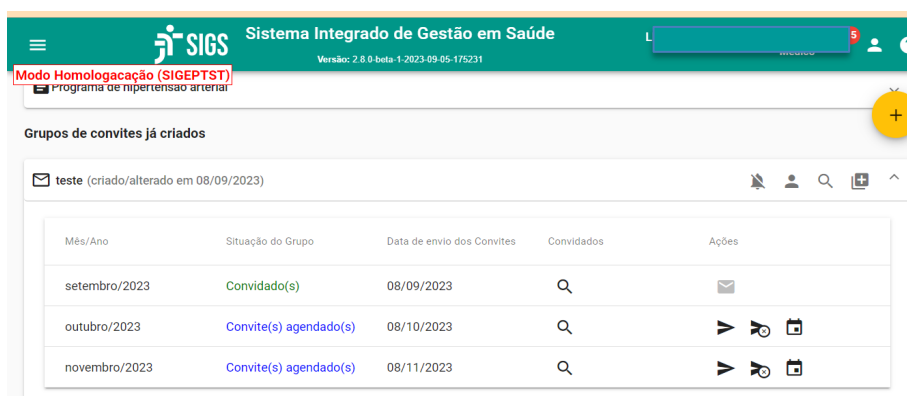 SIGS
Sistema Integrado de Gestão em Saúde
L
5
Versão: 2.8.0-beta-1-2023-09-05-175231
Modo Homologacação (SIGEPTST)
Programa de hipertensão arterial
+
Grupos de convites já criados
teste (criado/alterado em 08/09/2023)
Mês/Ano Situação do Grupo Data de envio dos Convites Convidados Ações
setembro/2023 Convidado(s) 08/09/2023
outubro/2023 Convite(s) agendado(s) 08/10/2023
novembro/2023 Convite(s) agendado(s) 08/11/2023